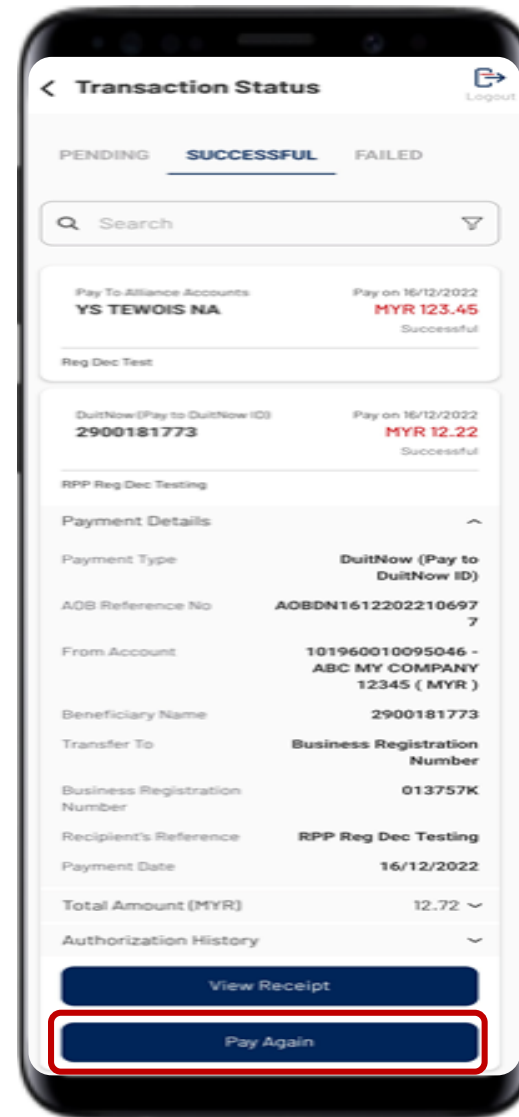 Transaction Status
Logout
PENDING SUCCESSFUL FAILED
Search
Pay To Alliance Accounts Pay on 16/12/2022
YS TEWOIS NA MYR 123.45
Successful
Reg Dec Test
DuitNow (Pay to DuitNow ID) Pay on 16/12/2022
2900181773 MYR 12.22
Successful
RPP Reg Dec Testing
Payment Details
Payment Type DuitNow (Pay to
DuitNow ID)
AOB Reference No AOBDN1612202210697
7
From Account 101960010095046 -
ABC MY COMPANY
12345 ( MYR )
Beneficiary Name 2900181773
Transfer To Business Registration
Number
Business Registration 013757K
Number
Recipient's Reference RPP Reg Dec Testing
Payment Date 16/12/2022
Total Amount (MYR) 12.72
Authorization History
View Receipt
Pay Again